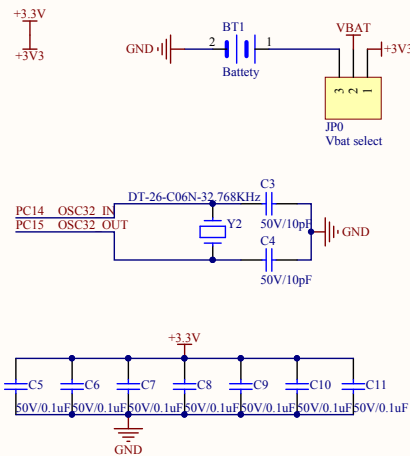 +3.3V
+3V3
BT1
GND
2
1
Battety
VBAT
+3V3
3
2
1
JP0
Vbat select
DT-26-C06N-32.768KHz
C3
50V/10pF
PC14 OSC32_IN
PC15 OSC32_OUT
Y2
GND
C4
50V/10pF
+3.3V
C5 C6 C7 C8 C9 C10 C11
50V/0.1uF 50V/0.1uF 50V/0.1uF 50V/0.1uF 50V/0.1uF 50V/0.1uF 50V/0.1uF
GND